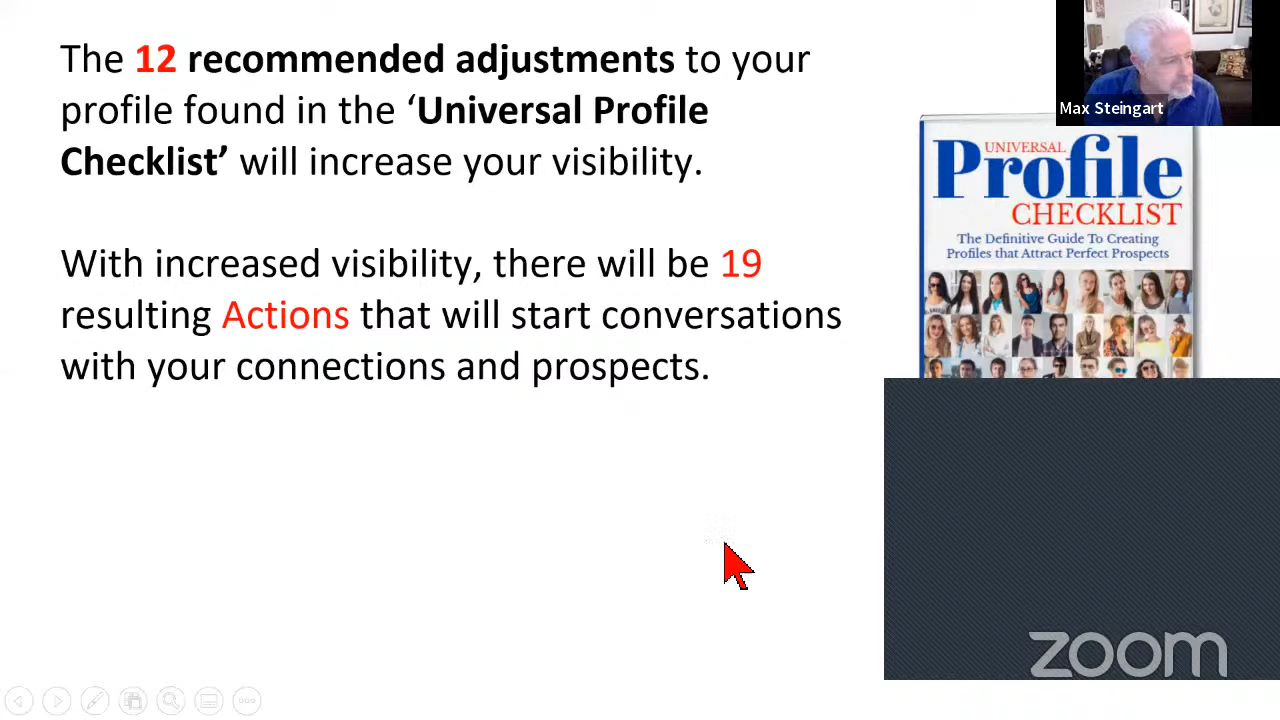 The 12 recommended adjustments to your
profile found in the ‘Universal Profile
Checklist’ will increase your visibility.
With increased visibility, there will be 19
resulting Actions that will start conversations
with your connections and prospects.
Max Steingart
UNIVERSAL
Profile
CHECKLIST
The Definitive Guide To Creating
Profiles that Attract Perfect Prospects
zoom